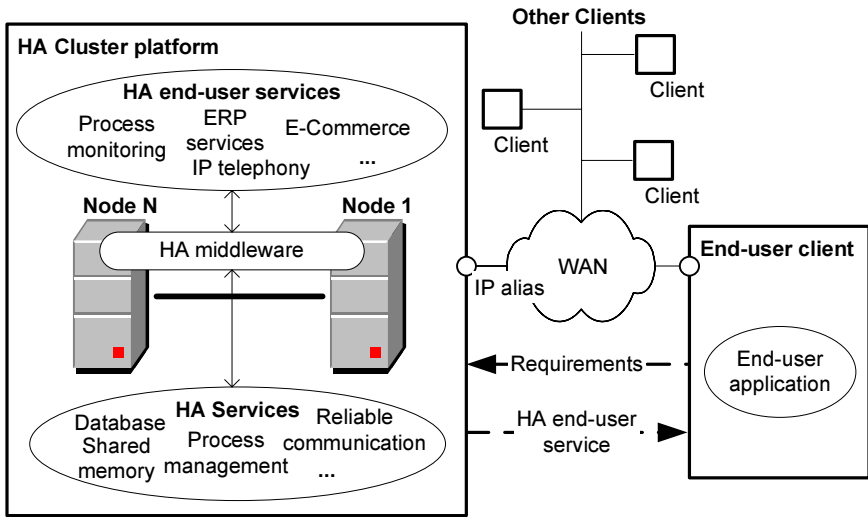 Other Clients
HA Cluster platform
HA end-user services
Process
monitoring
ERP
services
IP telephony
E-Commerce
...
Client
Client
Client
Node N
Node 1
HA middleware
IP alias
WAN
End-user client
Requirements
End-user
application
HA end-user
service
HA Services
Database
Shared
memory
Process
management
Reliable
communication
...